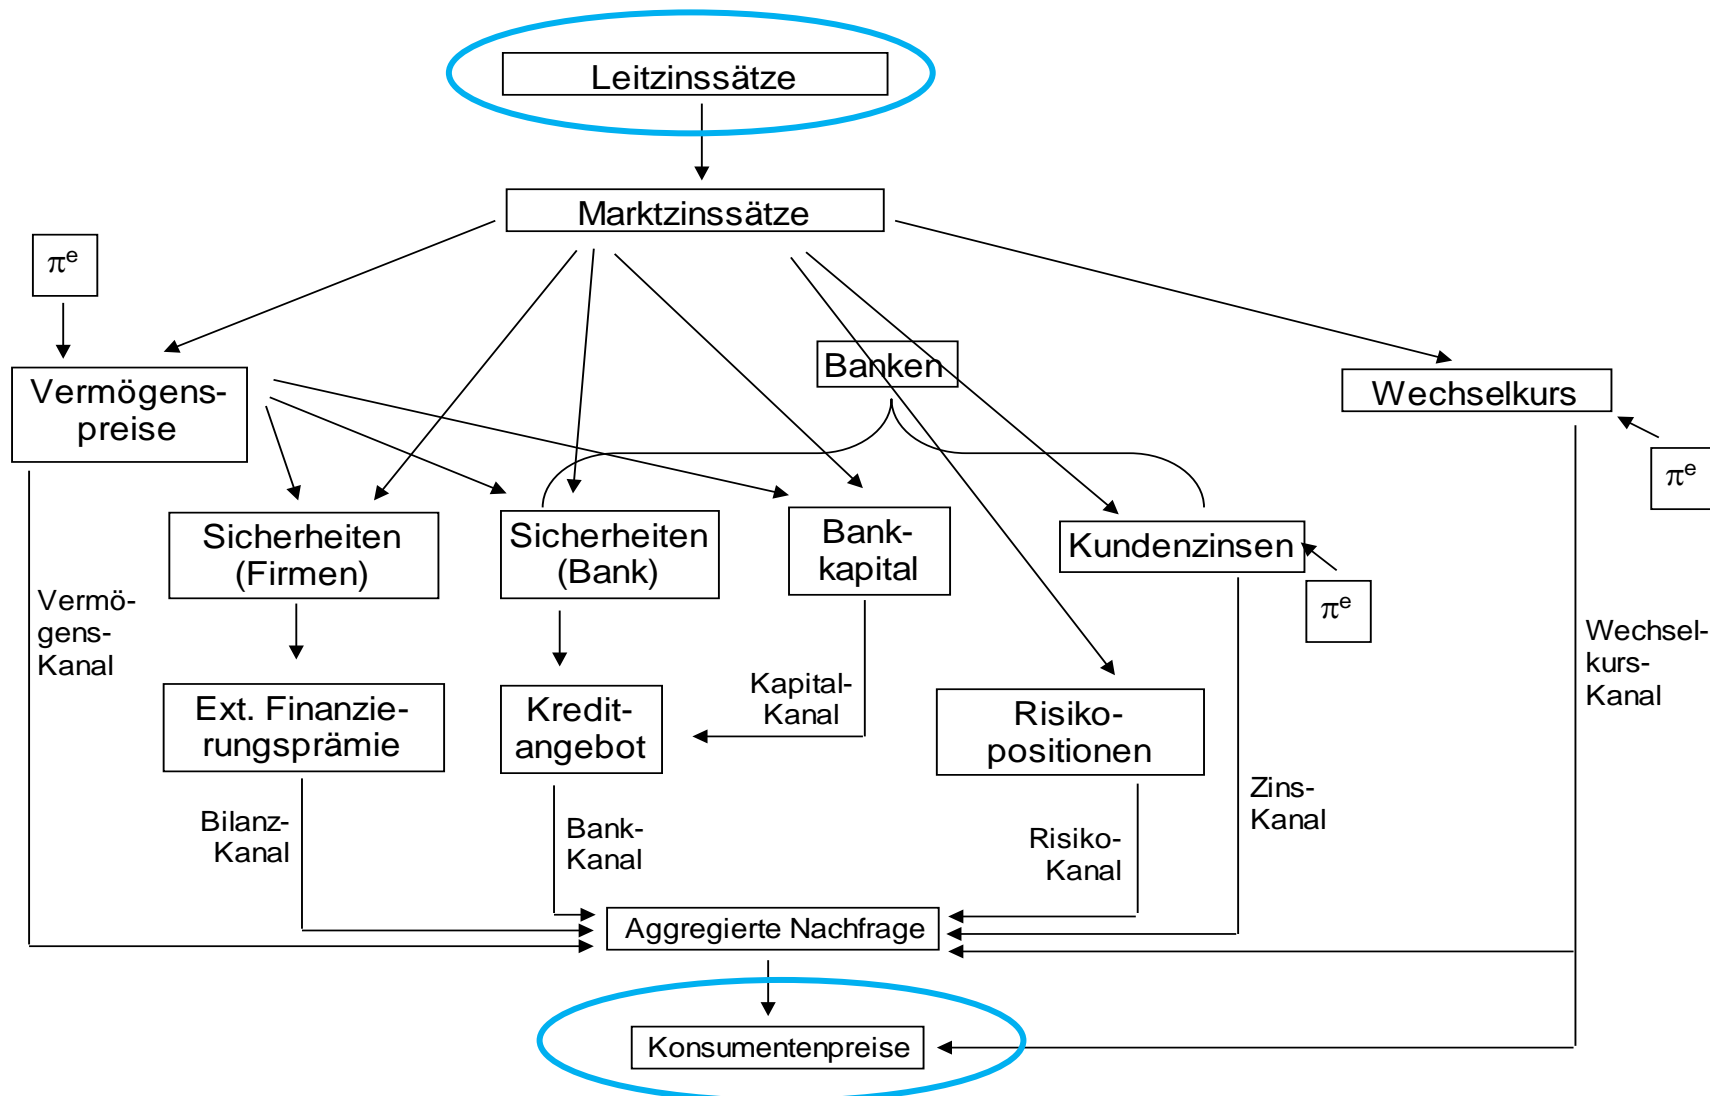 Leitzinssätze
Marktzinssätze
πe
Banken
Vermögens-
preise
Wechselkurs
πe
Sicherheiten
(Firmen)
Sicherheiten
(Bank)
Bank-
kapital
Kundenzinsen
πe
Vermö-
gens-
Kanal
Wechsel-
kurs-
Kanal
Ext. Finanzie-
rungsprämie
Kredit-
angebot
Kapital-
Kanal
Risiko-
positionen
Zins-
Kanal
Bilanz-
Kanal
Bank-
Kanal
Risiko-
Kanal
Aggregierte Nachfrage
Konsumentenpreise